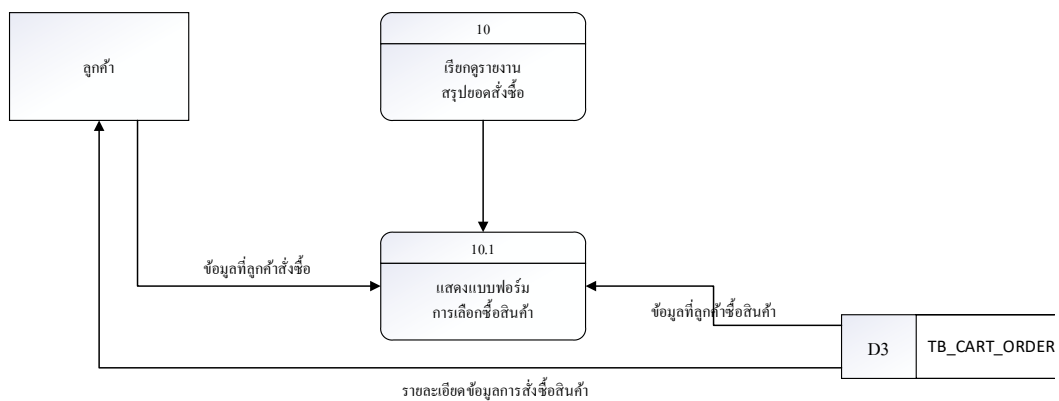 ลูกค้า
10
เรียกดูรายงาน
สรุปยอดสั่งซื้อ
10.1
แสดงแบบฟอร์ม
การเลือกซื้อสินค้า
ข้อมูลที่ลูกค้าสั่งซื้อ
ข้อมูลที่ลูกค้าซื้อสินค้า
D3
TB_CART_ORDER
รายละเอียดข้อมูลการสั่งซื้อสินค้า